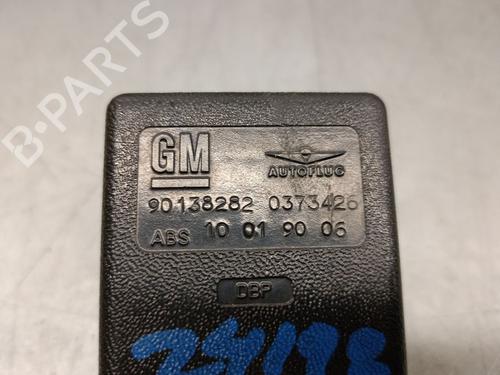 GM AUTOFLUG
90138282 0373426
ABS 10 01 90 06
DBP
B-PARTS